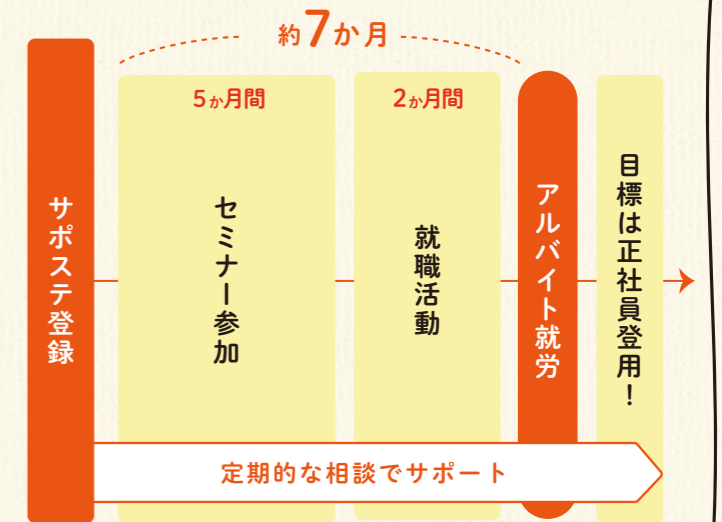 約7か月
サポステ登録
5か月間
セミナー参加
2か月間
就職活動
アルバイト就労
目標は正社員登用！
定期的な相談でサポート